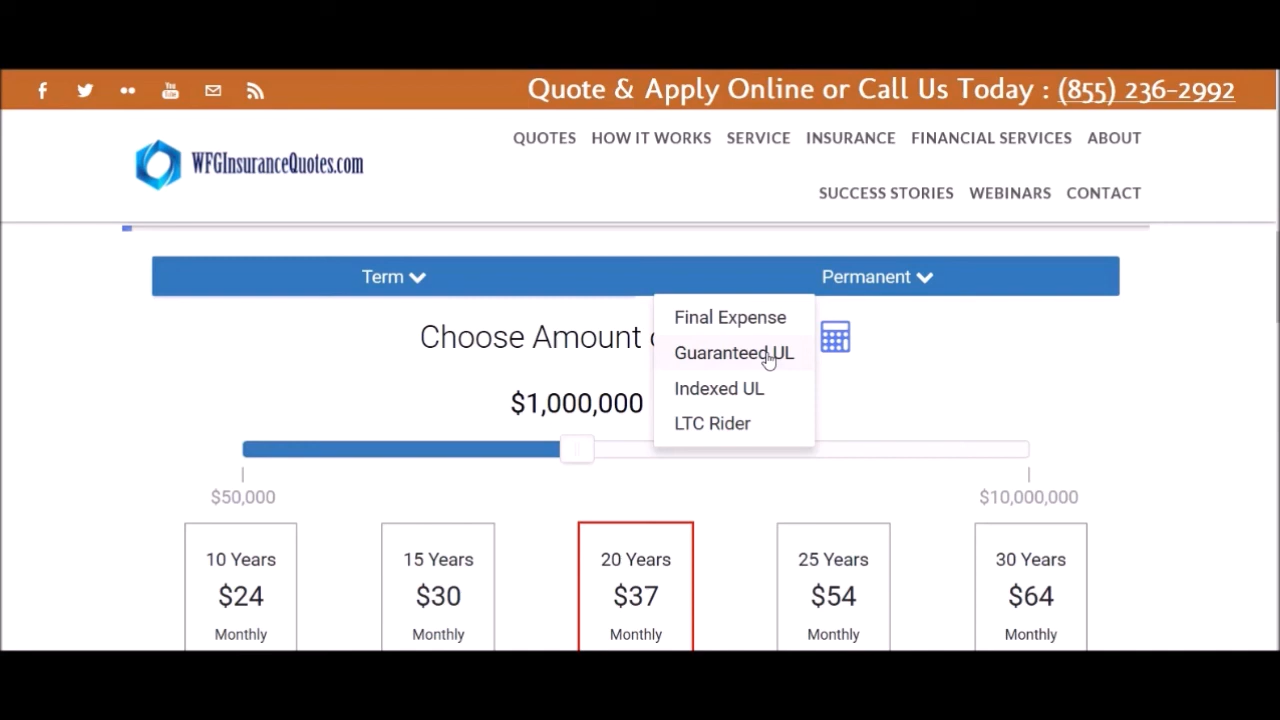 Quote & Apply Online or Call Us Today : (855) 236-2992
WFGInsuranceQuotes.com
QUOTES HOW IT WORKS SERVICE INSURANCE FINANCIAL SERVICES ABOUT
SUCCESS STORIES WEBINARS CONTACT
Term Permanent
Final Expense
Choose Amount
Guaranteed UL
Indexed UL
$1,000,000
LTC Rider
$50,000 $10,000,000
10 Years 15 Years 20 Years 25 Years 30 Years
$24 $30 $37 $54 $64
Monthly Monthly Monthly Monthly Monthly